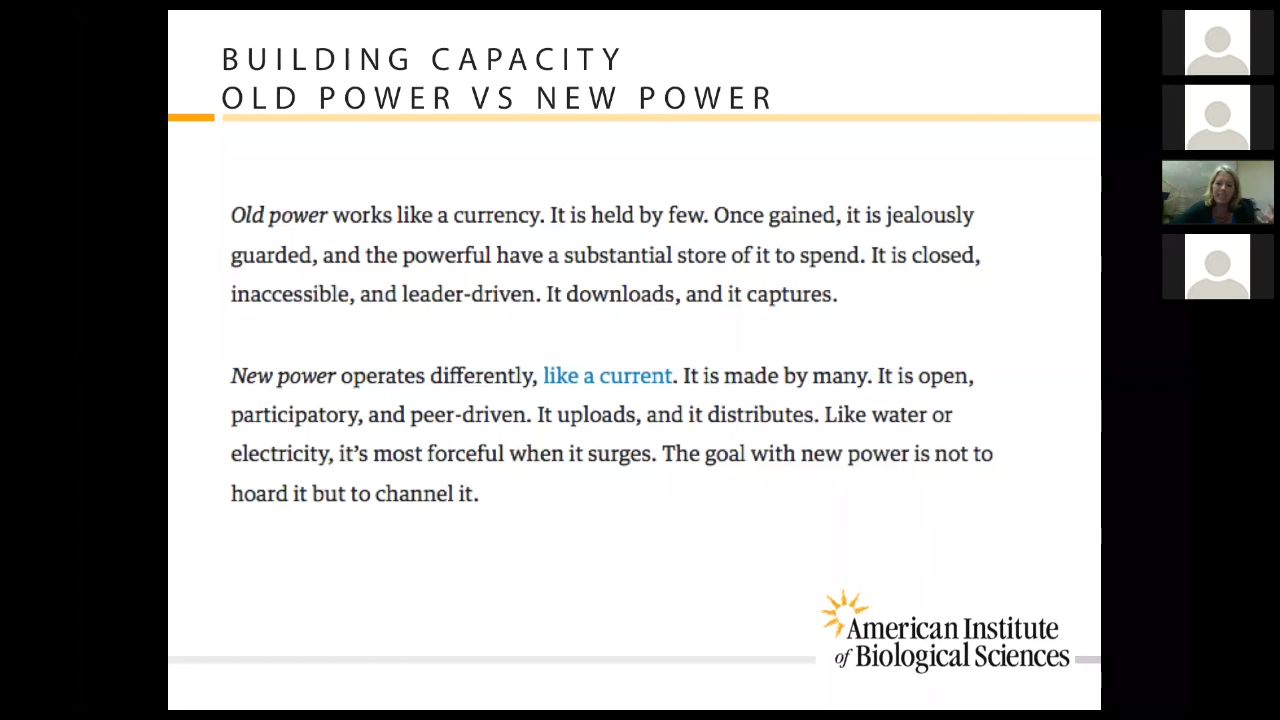 BUILDING CAPACITY
OLD POWER VS NEW POWER
Old power works like a currency. It is held by few. Once gained, it is jealously
guarded, and the powerful have a substantial store of it to spend. It is closed,
inaccessible, and leader-driven. It downloads, and it captures.
New power operates differently, like a current. It is made by many. It is open,
participatory, and peer-driven. It uploads, and it distributes. Like water or
electricity, it’s most forceful when it surges. The goal with new power is not to
hoard it but to channel it.
American Institute
of Biological Sciences